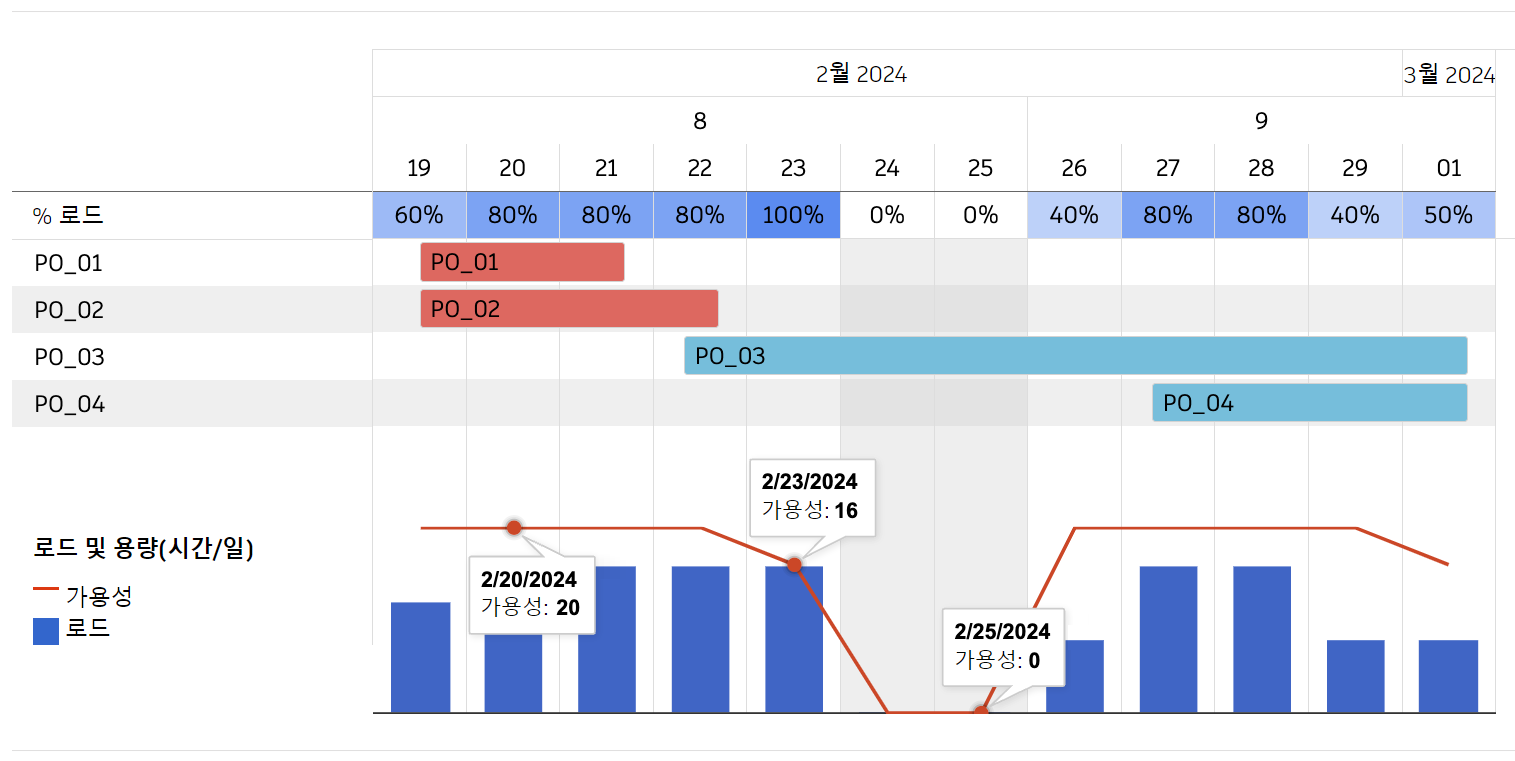 2월 2024 3월 2024
8 9
19 20 21 22 23 24 25 26 27 28 29 01
% 로드 60% 80% 80% 80% 100% 0% 0% 40% 80% 80% 40% 50%
PO_01 PO_01
PO_02 PO_02
PO_03 PO_03
PO_04 PO_04
2/23/2024
가용성: 16
로드 및 용량(시간/일)
2/20/2024
가용성: 20
가용성
로드
2/25/2024
가용성: 0